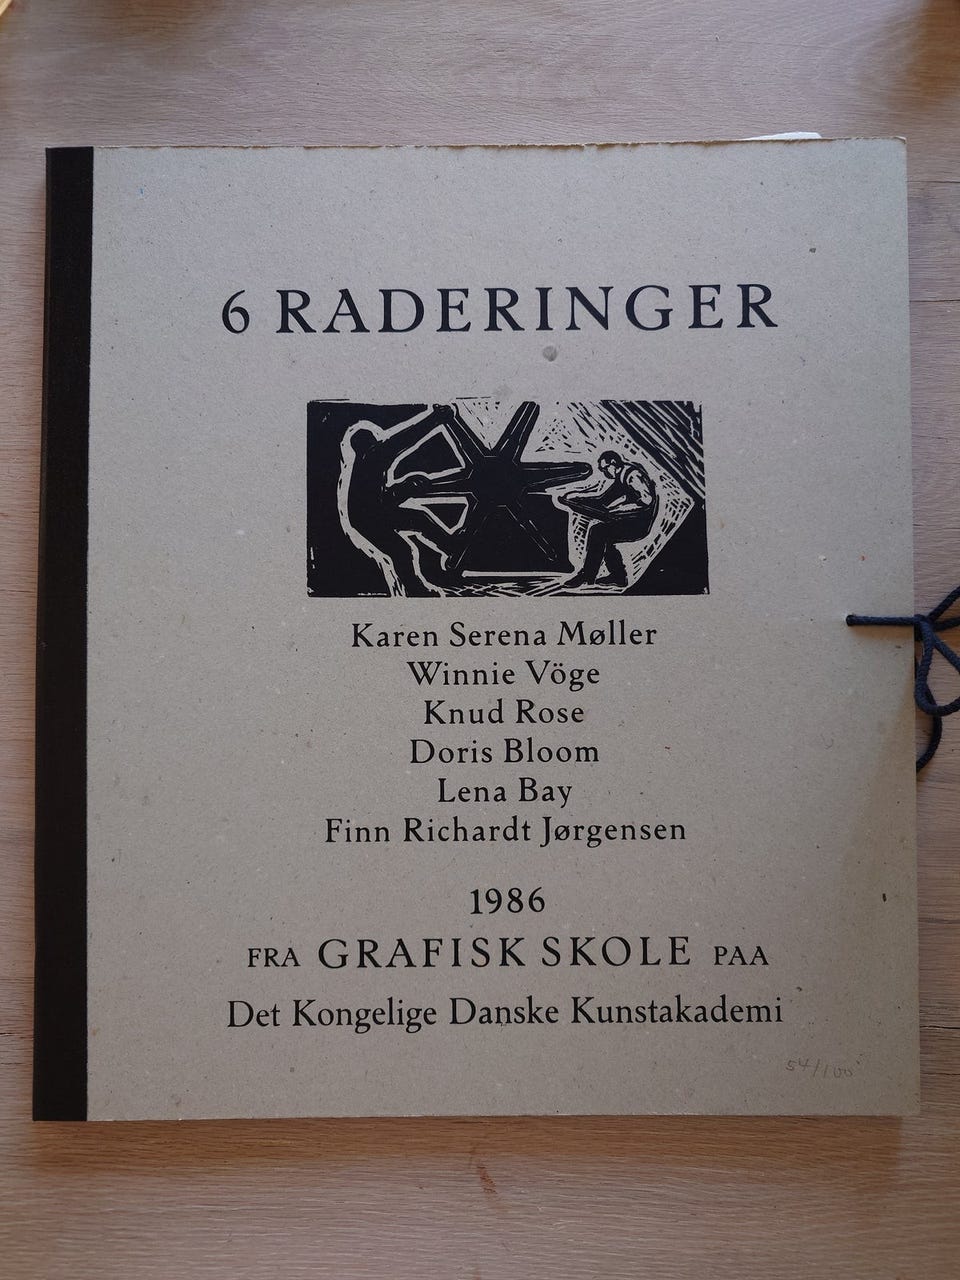 6 RADERINGER
Karen Serena Møller
Winnie Vöge
Knud Rose
Doris Bloom
Lena Bay
Finn Richardt Jørgensen
1986
FRA GRAFISK SKOLE PAA
Det Kongelige Danske Kunstakademi
54/100